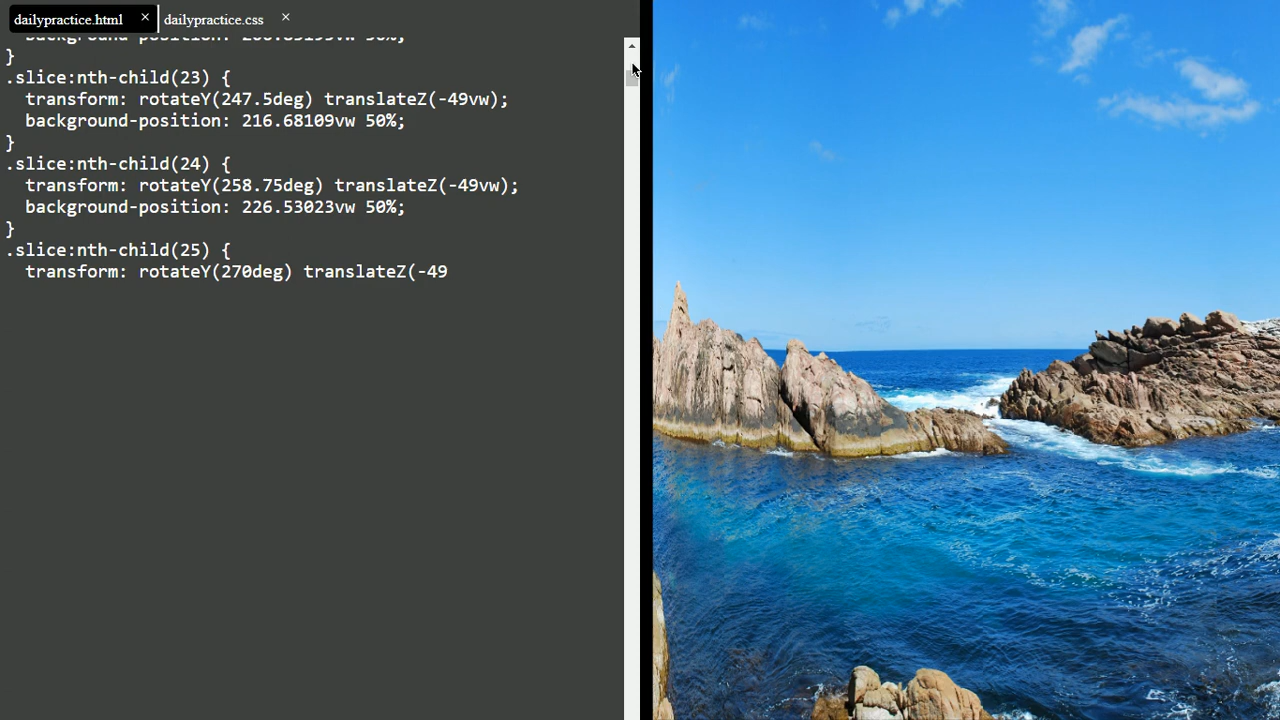 dailypractice.html × dailypractice.css ×
}
.slice:nth-child(23) {
  transform: rotateY(247.5deg) translateZ(-49vw);
  background-position: 216.68109vw 50%;
}
.slice:nth-child(24) {
  transform: rotateY(258.75deg) translateZ(-49vw);
  background-position: 226.53023vw 50%;
}
.slice:nth-child(25) {
  transform: rotateY(270deg) translateZ(-49